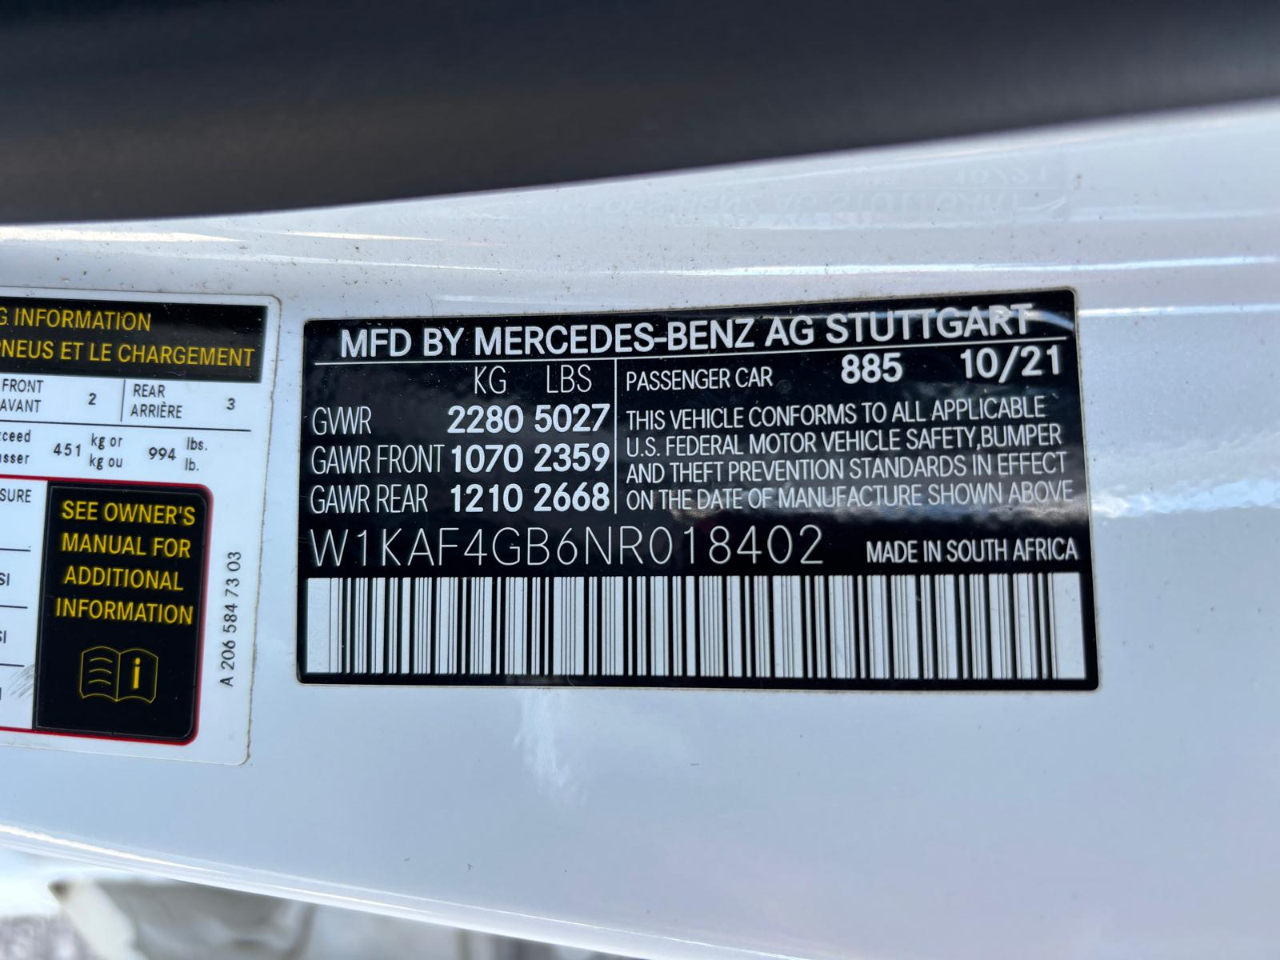 G INFORMATION
PNEUS ET LE CHARGEMENT
FRONT
AVANT
2
REAR
ARRIÈRE
3
451 kg or
kg ou
994 lbs.
lb.
SEE OWNER'S
MANUAL FOR
ADDITIONAL
INFORMATION
i
A 206 584 73 03
MFD BY MERCEDES-BENZ AG STUTTGART
KG LBS
GVWR 2280 5027
GAWR FRONT 1070 2359
GAWR REAR 1210 2668
PASSENGER CAR 885 10/21
THIS VEHICLE CONFORMS TO ALL APPLICABLE
U.S. FEDERAL MOTOR VEHICLE SAFETY, BUMPER
AND THEFT PREVENTION STANDARDS IN EFFECT
ON THE DATE OF MANUFACTURE SHOWN ABOVE
W1KAF4GB6NR018402 MADE IN SOUTH AFRICA